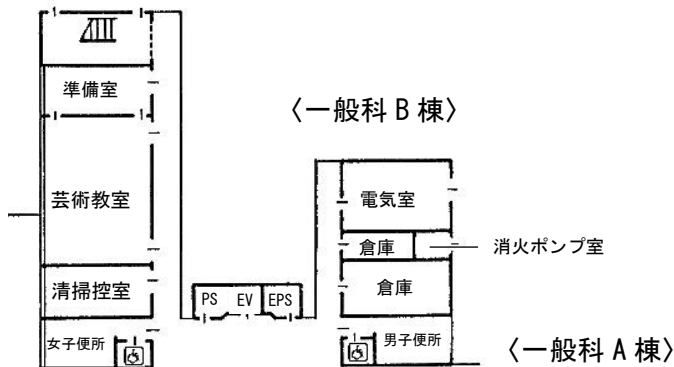 準備室
〈一般科B棟〉
芸術教室
電気室
倉庫
消火ポンプ室
清掃控室
PS EV EPS
倉庫
女子便所
男子便所
〈一般科A棟〉